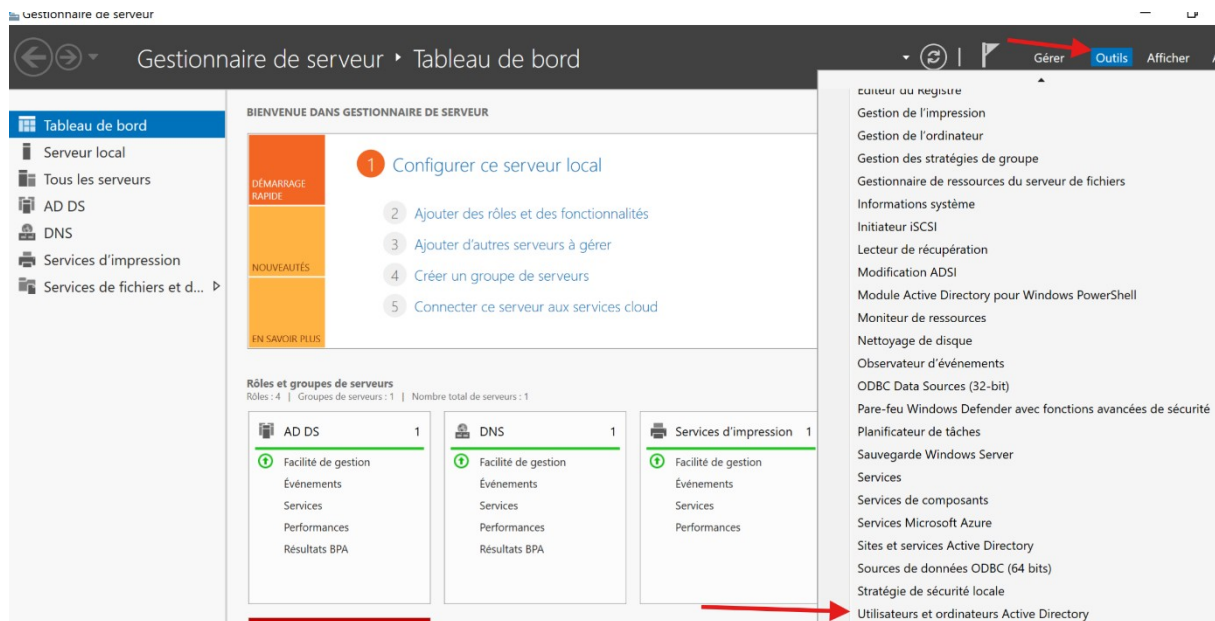 Gestionnaire de serveur
Gestionnaire de serveur ‣ Tableau de bord
Gérer
Outils
Afficher
Tableau de bord
Serveur local
Tous les serveurs
AD DS
DNS
Services d'impression
Services de fichiers et d...
BIENVENUE DANS GESTIONNAIRE DE SERVEUR
DÉMARRAGE
RAPIDE
NOUVEAUTÉS
EN SAVOIR PLUS
1 Configurer ce serveur local
2 Ajouter des rôles et des fonctionnalités
3 Ajouter d'autres serveurs à gérer
4 Créer un groupe de serveurs
5 Connecter ce serveur aux services cloud
Rôles et groupes de serveurs
Rôles : 4 | Groupes de serveurs : 1 | Nombre total de serveurs : 1
AD DS 1
Facilité de gestion
Événements
Services
Performances
Résultats BPA
DNS 1
Facilité de gestion
Événements
Services
Performances
Résultats BPA
Services d'impression 1
Facilité de gestion
Événements
Services
Performances
Éditeur du Registre
Gestion de l'impression
Gestion de l'ordinateur
Gestion des stratégies de groupe
Gestionnaire de ressources du serveur de fichiers
Informations système
Initiateur iSCSI
Lecteur de récupération
Modification ADSI
Module Active Directory pour Windows PowerShell
Moniteur de ressources
Nettoyage de disque
Observateur d'événements
ODBC Data Sources (32-bit)
Pare-feu Windows Defender avec fonctions avancées de sécurité
Planificateur de tâches
Sauvegarde Windows Server
Services
Services de composants
Services Microsoft Azure
Sites et services Active Directory
Sources de données ODBC (64 bits)
Stratégie de sécurité locale
Utilisateurs et ordinateurs Active Directory